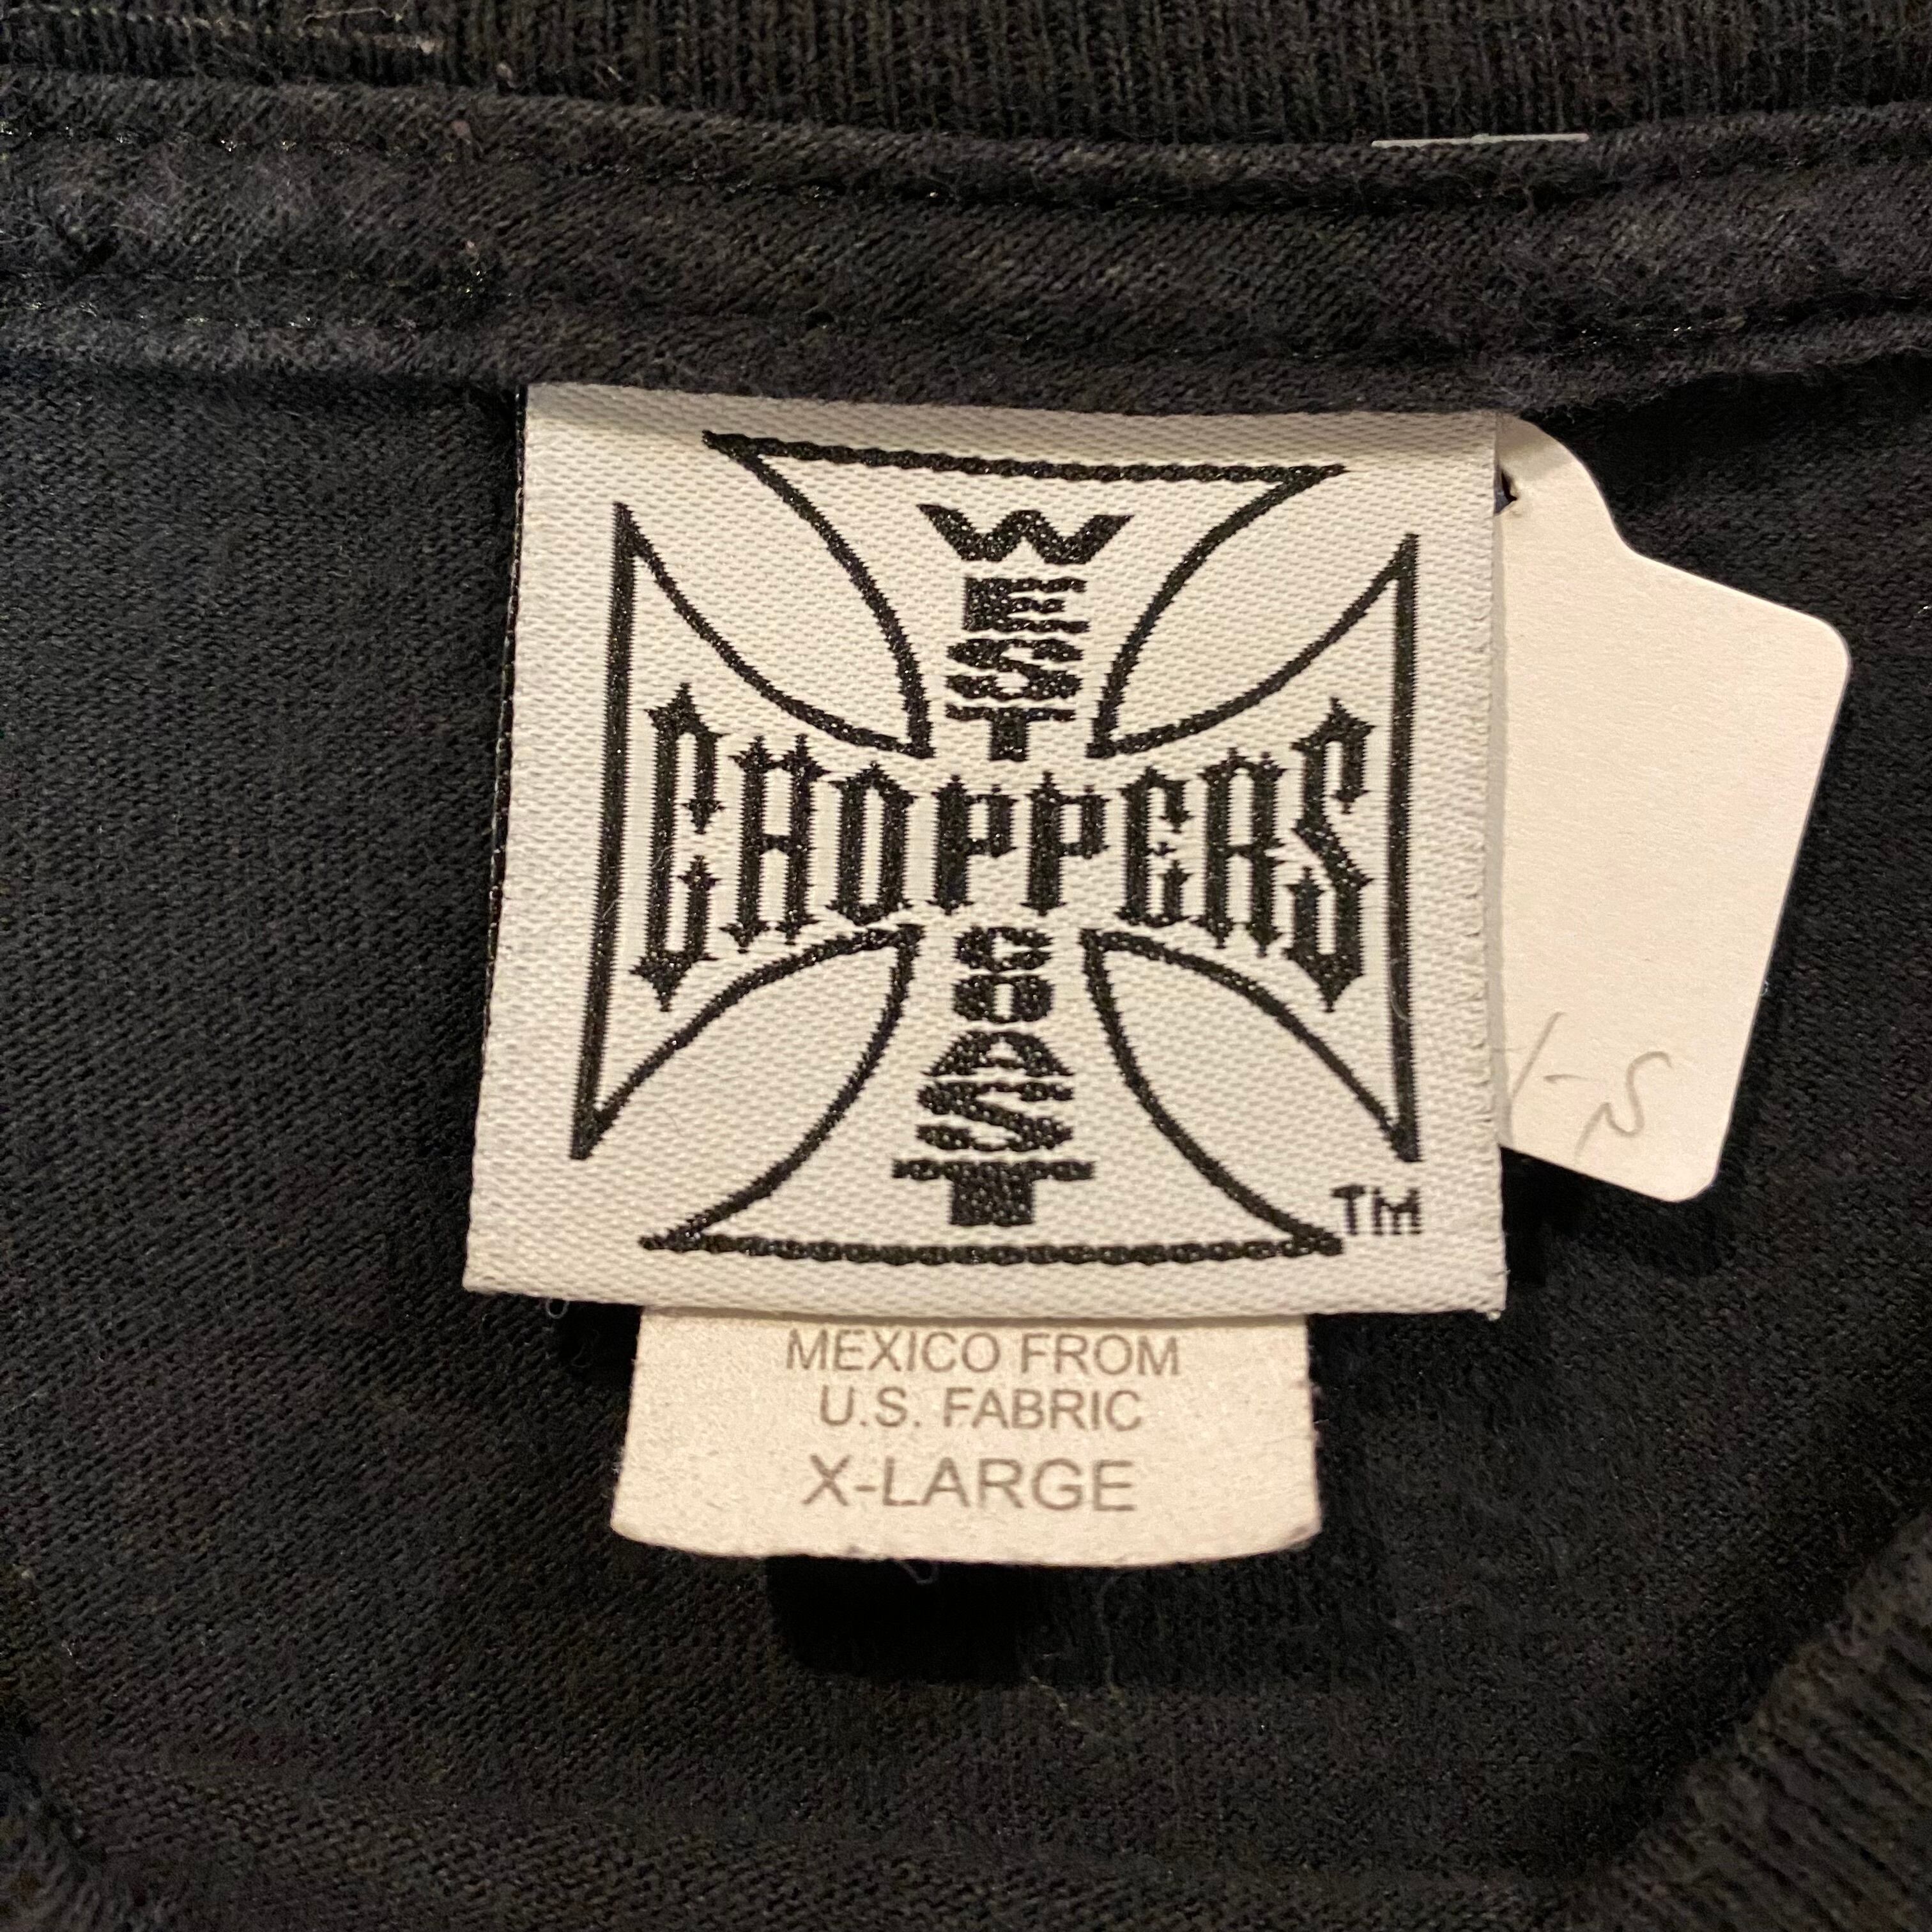 WEST
CHOPPERS
COAST
TM
MEXICO FROM
U.S. FABRIC
X-LARGE